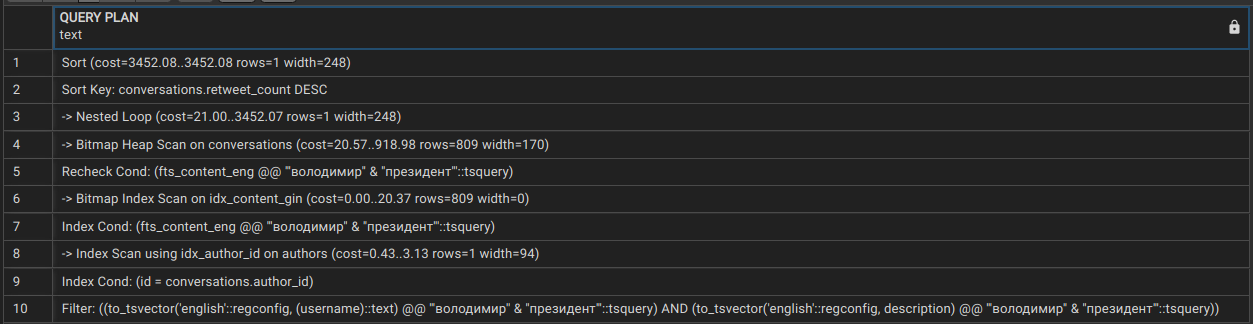 QUERY PLAN
text
1 Sort (cost=3452.08..3452.08 rows=1 width=248)
2 Sort Key: conversations.retweet_count DESC
3 -> Nested Loop (cost=21.00..3452.07 rows=1 width=248)
4 -> Bitmap Heap Scan on conversations (cost=20.57..918.98 rows=809 width=170)
5 Recheck Cond: (fts_content_eng @@ '"володимир" & "президент"'::tsquery)
6 -> Bitmap Index Scan on idx_content_gin (cost=0.00..20.37 rows=809 width=0)
7 Index Cond: (fts_content_eng @@ '"володимир" & "президент"'::tsquery)
8 -> Index Scan using idx_author_id on authors (cost=0.43..3.13 rows=1 width=94)
9 Index Cond: (id = conversations.author_id)
10 Filter: ((to_tsvector('english'::regconfig, (username)::text) @@ '"володимир" & "президент"'::tsquery) AND (to_tsvector('english'::regconfig, description) @@ '"володимир" & "президент"'::tsquery))